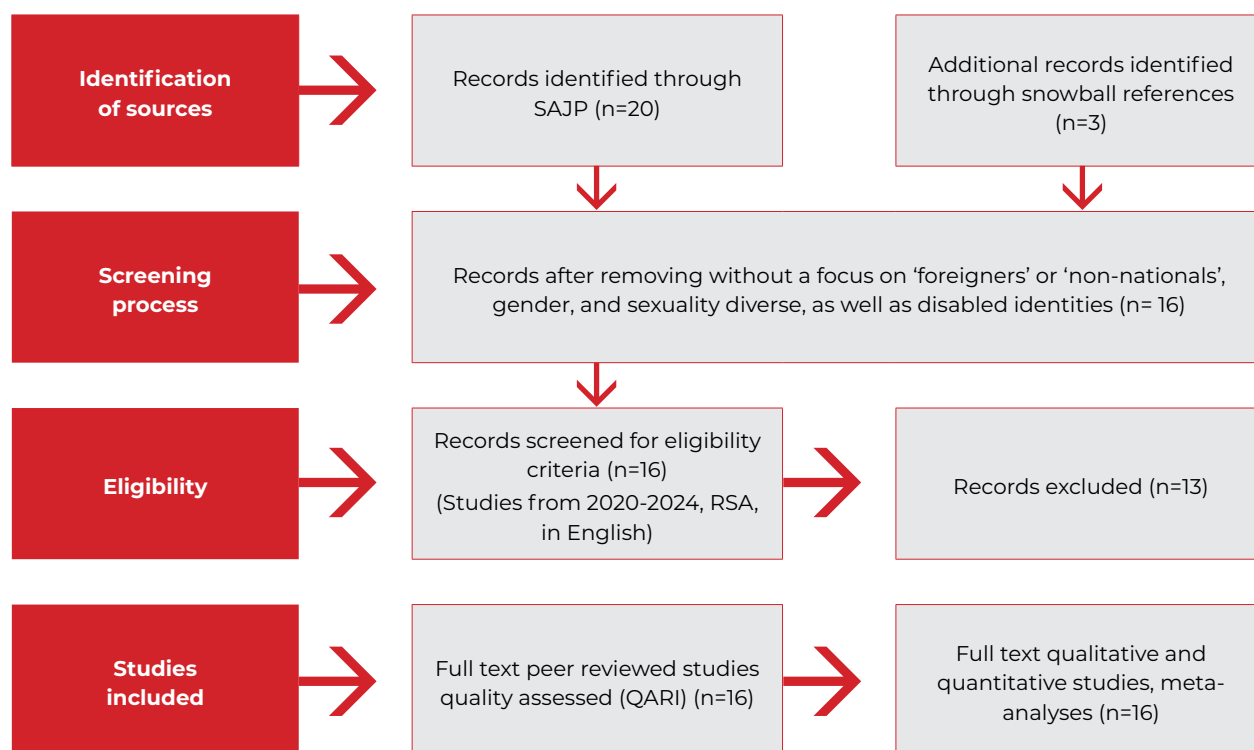 Identification
of sources
Records identified through
SAJP (n=20)
Additional records identified
through snowball references
(n=3)
Screening
process
Records after removing without a focus on ‘foreigners’ or ‘non-nationals’,
gender, and sexuality diverse, as well as disabled identities (n= 16)
Eligibility
Records screened for eligibility
criteria (n=16)
(Studies from 2020-2024, RSA,
in English)
Records excluded (n=13)
Studies
included
Full text peer reviewed studies
quality assessed (QARI) (n=16)
Full text qualitative and
quantitative studies, meta-
analyses (n=16)